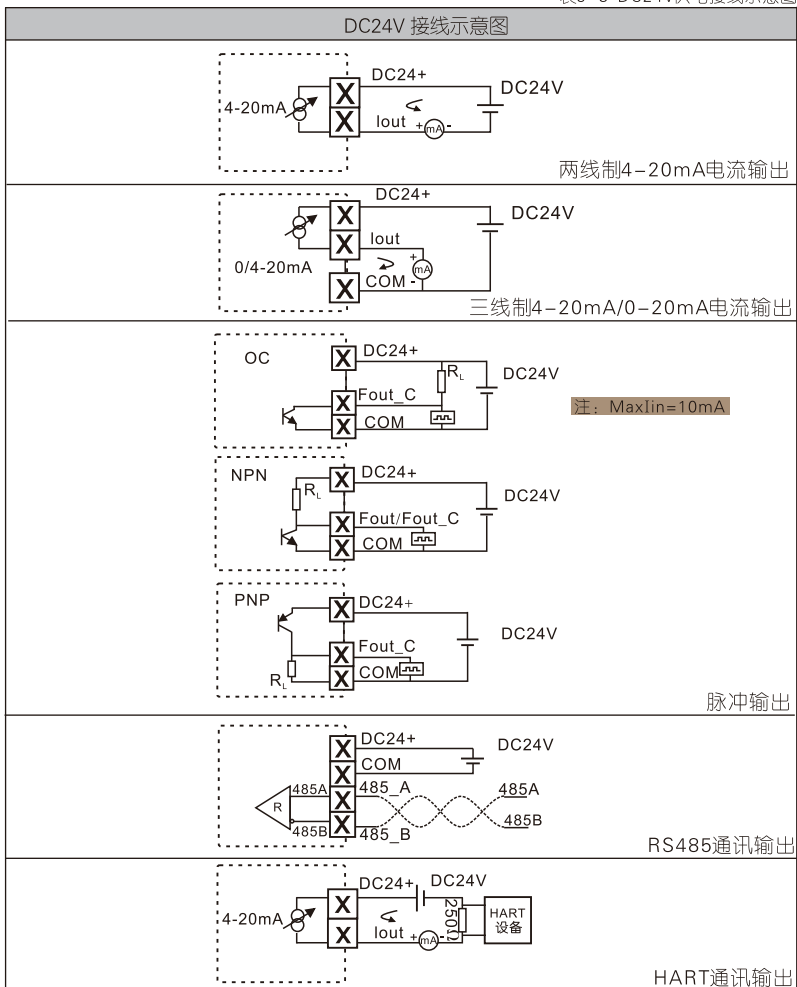 DC24V 接线示意图
DC24+
DC24V
4-20mA
Iout + mA -
两线制4-20mA电流输出
DC24+
DC24V
Iout
+
mA
0/4-20mA
COM -
三线制4-20mA/0-20mA电流输出
OC
DC24+
RL
DC24V
Fout_C
注：MaxIin=10mA
COM
NPN
DC24+
RL
DC24V
Fout/Fout_C
COM
PNP
DC24+
DC24V
Fout_C
COM
RL
脉冲输出
DC24+
DC24V
COM
485A
485_A
485A
R
485B
485B
485_B
RS485通讯输出
DC24+
DC24V
4-20mA
250Ω
HART
设备
Iout + mA -
HART通讯输出